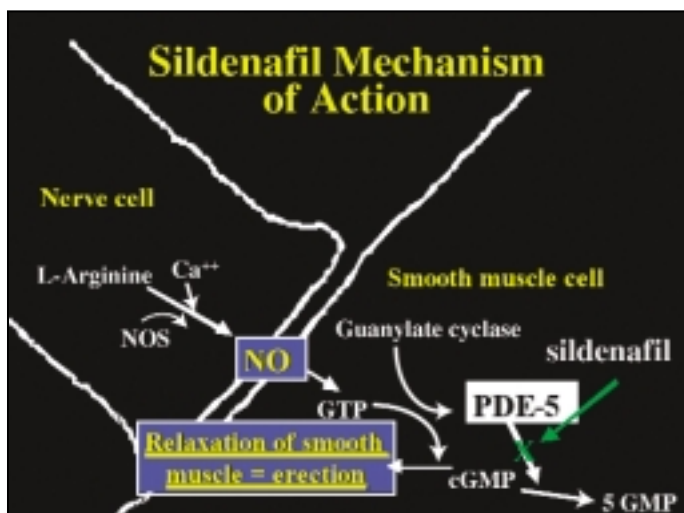 Sildenafil Mechanism
of Action
Nerve cell
L-Arginine
Ca++
NOS
NO
Smooth muscle cell
Guanylate cyclase
sildenafil
GTP
PDE-5
Relaxation of smooth
muscle = erection
cGMP
5 GMP